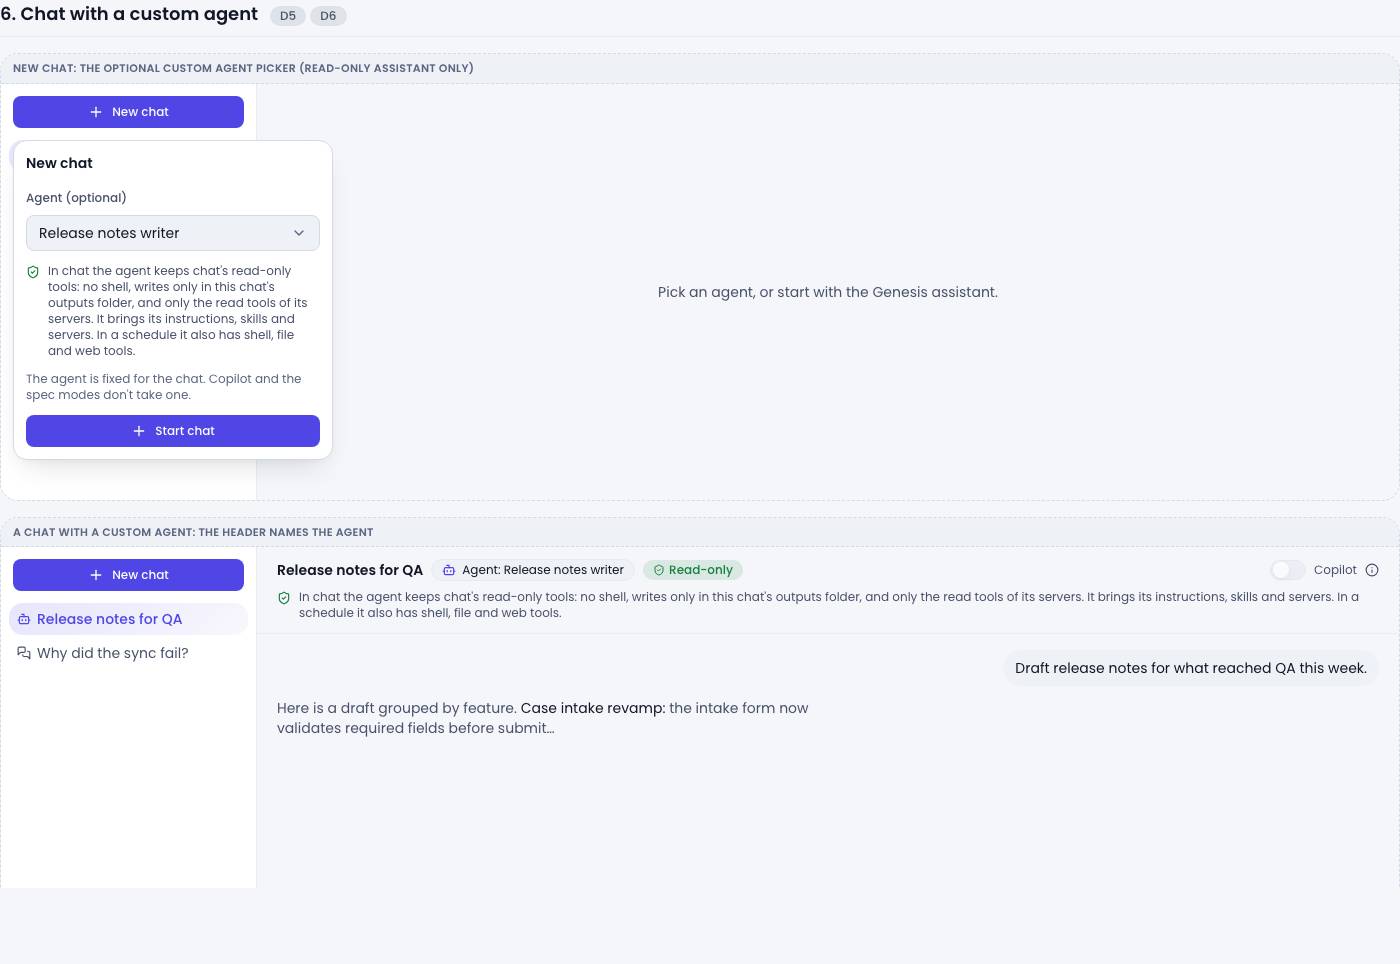 6. Chat with a custom agent D5 D6
NEW CHAT: THE OPTIONAL CUSTOM AGENT PICKER (READ-ONLY ASSISTANT ONLY)
New chat
New chat
Agent (optional)
Release notes writer
In chat the agent keeps chat's read-only
tools: no shell, writes only in this chat's
outputs folder, and only the read tools of its
servers. It brings its instructions, skills and
servers. In a schedule it also has shell, file
and web tools.
The agent is fixed for the chat. Copilot and the
spec modes don't take one.
Start chat
Pick an agent, or start with the Genesis assistant.
A CHAT WITH A CUSTOM AGENT: THE HEADER NAMES THE AGENT
New chat
Release notes for QA
Why did the sync fail?
Release notes for QA Agent: Release notes writer Read-only Copilot
In chat the agent keeps chat's read-only tools: no shell, writes only in this chat's outputs folder, and only the read tools of its servers. It brings its instructions, skills and servers. In a
schedule it also has shell, file and web tools.
Draft release notes for what reached QA this week.
Here is a draft grouped by feature. Case intake revamp: the intake form now
validates required fields before submit…